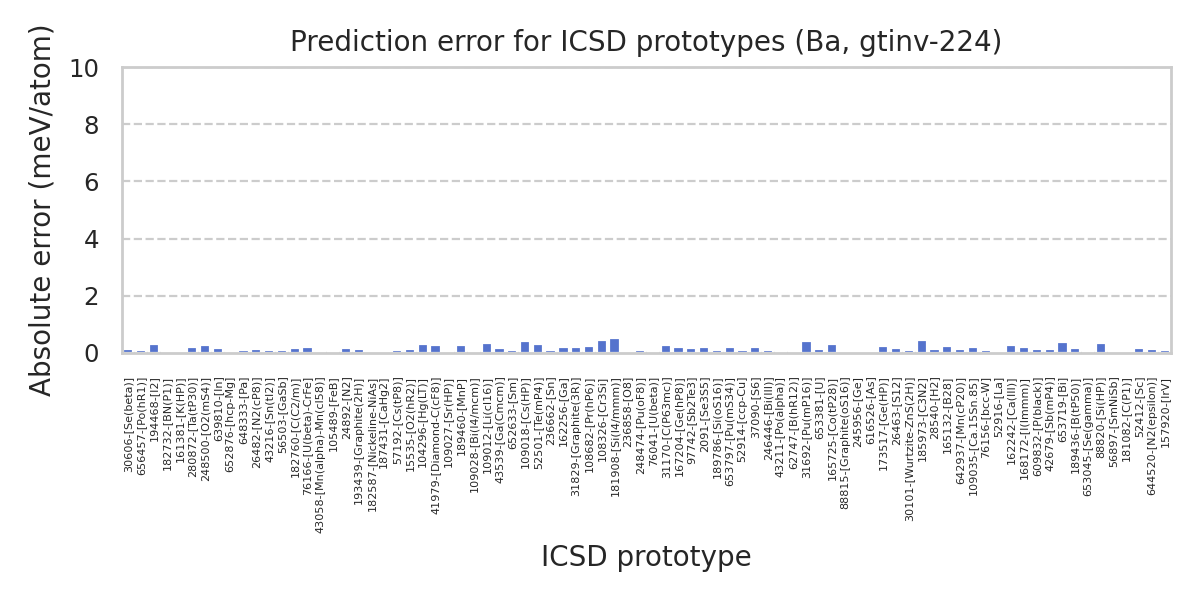 Prediction error for ICSD prototypes (Ba, gtinv-224)
Absolute error (meV/atom)
10
8
6
4
2
0
30606-[Se(beta)]
656457-[Po(hR1)]
194468-[I2]
182732-[BN(P1)]
161381-[K(HP)]
280872-[Ta(tP30)]
248500-[O2(mS4)]
639810-[In]
652876-[hcp-Mg]
648333-[Pa]
26482-[N2(cP8)]
43216-[Sn(tI2)]
56503-[GaSb]
182760-[C(C2/m)]
76166-[U(beta)-CrFe]
43058-[Mn(alpha)-Mn(cI58)]
105489-[FeB]
24892-[N2]
193439-[Graphite(2H)]
182587-[Nickeline-NiAs]
187431-[CaHg2]
57192-[Cs(tP8)]
15535-[O2(hR2)]
104296-[Hg(LT)]
41979-[Diamond-C(cF8)]
109027-[Sr(HP)]
189460-[MnP]
109028-[Bi(I4/mcm)]
109012-[Li(cI16)]
43539-[Ga(Cmcm)]
652633-[Sm]
109018-[Cs(HP)]
52501-[Te(mP4)]
236662-[Sn]
162256-[Ga]
31829-[Graphite(3R)]
108682-[Pr(hP6)]
108326-[Cr3Si]
181908-[Si(I4/mmm)]
236858-[O8]
248474-[Pu(oF8)]
76041-[U(beta)]
31170-[C(P63mc)]
167204-[Ge(hP8)]
97742-[Sb2Te3]
2091-[Se3S5]
189786-[Si(oS16)]
653797-[Pu(mS34)]
52914-[ccp-Cu]
37090-[S6]
246446-[Bi(III)]
43211-[Po(alpha)]
62747-[B(hR12)]
31692-[Pu(mP16)]
653381-[U]
165725-[Co(tP28)]
88815-[Graphite(oS16)]
245956-[Ge]
616526-[As]
173517-[Ge(HP)]
26463-[S12]
30101-[Wurtzite-ZnS(2H)]
185973-[C3N2]
28540-[H2]
165132-[B28]
642937-[Mn(cP20)]
109035-[Ca.15Sn.85]
76156-[bcc-W]
52916-[La]
162242-[Ca(III)]
168172-[I(Immm)]
609832-[P(black)]
42679-[Sb(mP4)]
653719-[Bi]
189436-[B(tP50)]
653045-[Se(gamma)]
88820-[Si(HP)]
56897-[SmNiSb]
181082-[C(P1)]
52412-[Sc]
644520-[N2(epsilon)]
157920-[IrV]
ICSD prototype